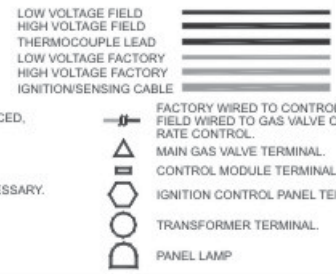 LOW VOLTAGE FIELD
HIGH VOLTAGE FIELD
THERMOCOUPLE LEAD
LOW VOLTAGE FACTORY
HIGH VOLTAGE FACTORY
IGNITION/SENSING CABLE
CED,
FACTORY WIRED TO CONTROL
FIELD WIRED TO GAS VALVE O
RATE CONTROL.
MAIN GAS VALVE TERMINAL.
CONTROL MODULE TERMINAL
ESSARY.
IGNITION CONTROL PANEL TE
TRANSFORMER TERMINAL.
PANEL LAMP